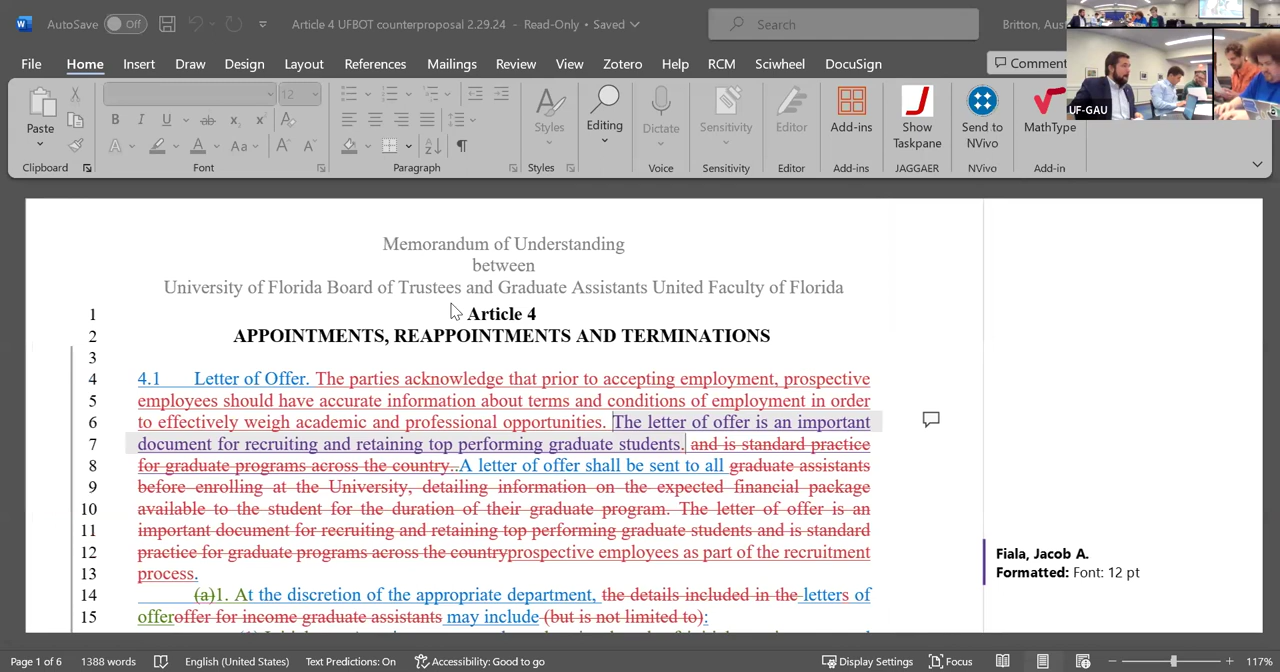 AutoSave Off Article 4 UFBOT counterproposal 2.29.24 - Read-Only • Saved Search Britton, Aus
File Home Insert Draw Design Layout References Mailings Review View Zotero Help RCM Sciwheel DocuSign Comment
UF-GAU
12
Paste
B I U ab x x Aa A A
Styles Editing Dictate Sensitivity Editor Add-ins Show Taskpane Send to NVivo MathType
Clipboard Font Paragraph Styles Voice Sensitivity Editor Add-ins JAGGAER NVivo Add-in
Memorandum of Understanding
between
University of Florida Board of Trustees and Graduate Assistants United Faculty of Florida
1 Article 4
2 APPOINTMENTS, REAPPOINTMENTS AND TERMINATIONS
3
4 4.1 Letter of Offer. The parties acknowledge that prior to accepting employment, prospective
5 employees should have accurate information about terms and conditions of employment in order
6 to effectively weigh academic and professional opportunities. The letter of offer is an important
7 document for recruiting and retaining top performing graduate students. and is standard practice
8 for graduate programs across the country..A letter of offer shall be sent to all graduate assistants
9 before enrolling at the University, detailing information on the expected financial package
10 available to the student for the duration of their graduate program. The letter of offer is an
11 important document for recruiting and retaining top performing graduate students and is standard
12 practice for graduate programs across the countryprospective employees as part of the recruitment
13 process.
14 (a)1. At the discretion of the appropriate department, the details included in the letters of
15 offeroffer for income graduate assistants may include (but is not limited to):
Fiala, Jacob A.
Formatted: Font: 12 pt
Page 1 of 6 1388 words English (United States) Text Predictions: On Accessibility: Good to go Display Settings Focus 117%